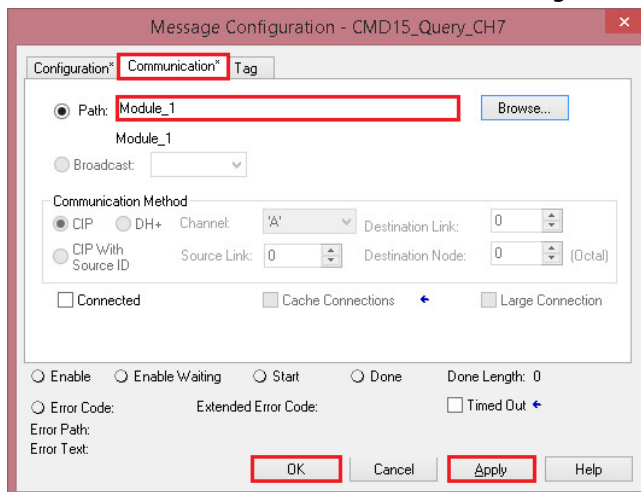 Message Configuration - CMD15_Query_CH7
Configuration* Communication* Tag
Path: Module_1 Browse...
Module_1
Broadcast:
Communication Method
CIP DH+ Channel: 'A' Destination Link: 0
CIP With Source ID Source Link: 0 Destination Node: 0 (Octal)
Connected Cache Connections Large Connection
Enable Enable Waiting Start Done Done Length: 0
Error Code: Extended Error Code: Timed Out
Error Path:
Error Text:
OK Cancel Apply Help